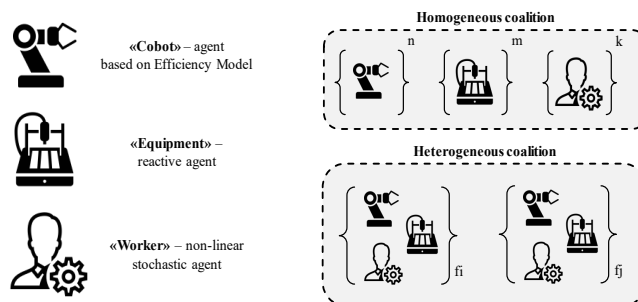 «Cobot» – agent
based on Efficiency Model
«Equipment» –
reactive agent
«Worker» – non-linear
stochastic agent
Homogeneous coalition
n
m
k
Heterogeneous coalition
fi
fj